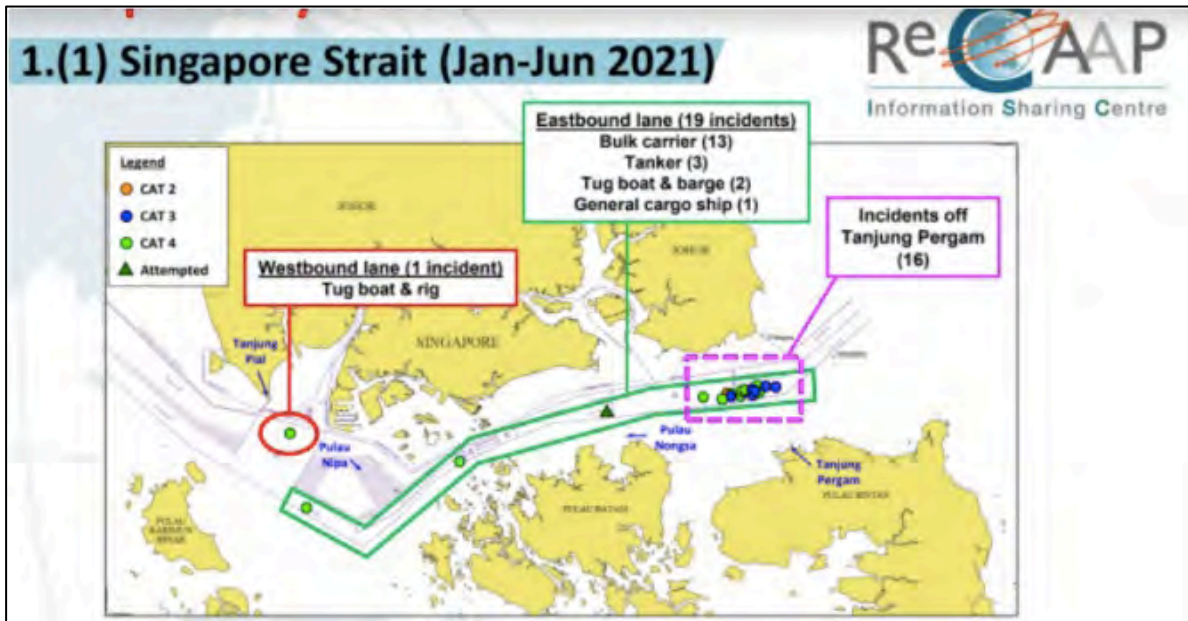 1.(1) Singapore Strait (Jan-Jun 2021)
ReCAAP
Information Sharing Centre
Eastbound lane (19 incidents)
Bulk carrier (13)
Tanker (3)
Tug boat & barge (2)
General cargo ship (1)
Legend
CAT 2
CAT 3
CAT 4
Attempted
Incidents off
Tanjung Pergam
(16)
JOHOR
JOHOR
Westbound lane (1 incident)
Tug boat & rig
SINGAPORE
Tanjung
Piai
Pulau
Nipa
Pulau
Nongsa
Tanjung
Pergam
PULAU BINTAN
PULAU BATAM
PULAU
KARIMUN
BESAR